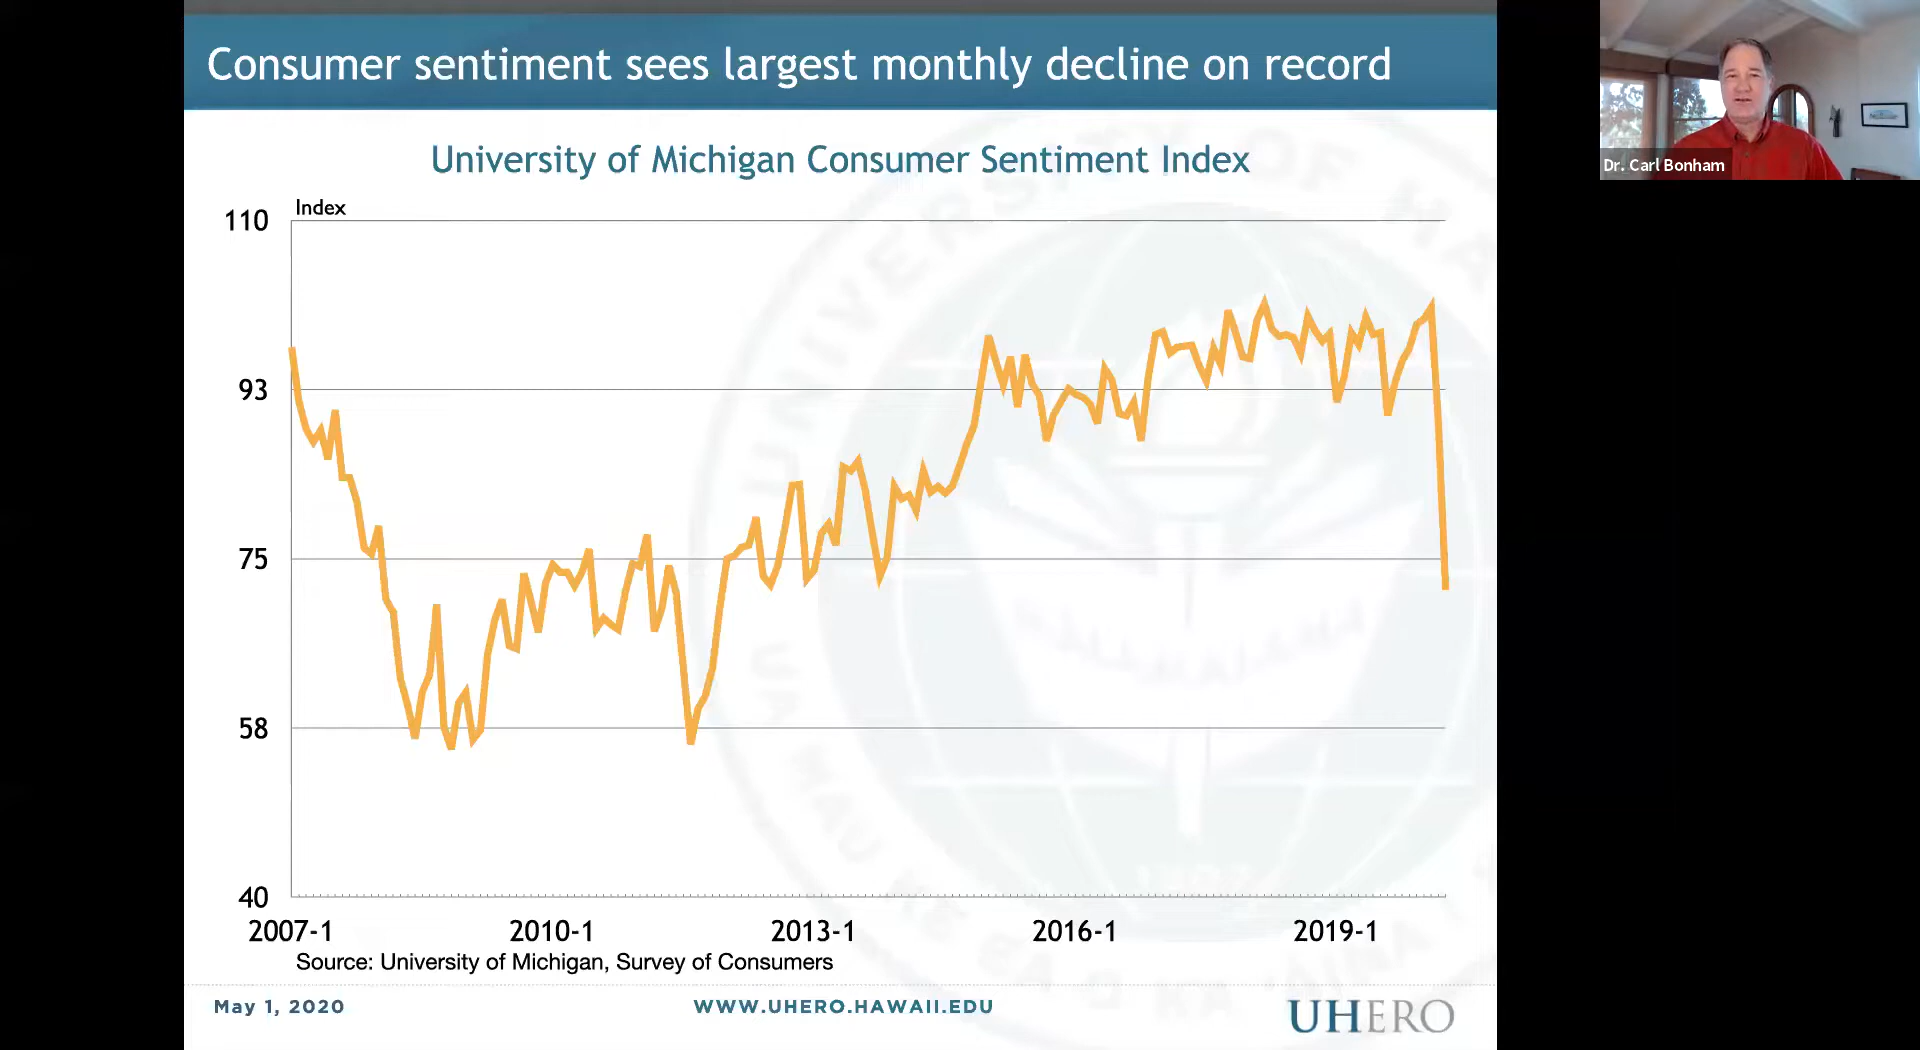 Consumer sentiment sees largest monthly decline on record
Dr. Carl Bonham
University of Michigan Consumer Sentiment Index
Index
110
93
75
58
40
2007-1 2010-1 2013-1 2016-1 2019-1
Source: University of Michigan, Survey of Consumers
May 1, 2020 WWW.UHERO.HAWAII.EDU UHERO